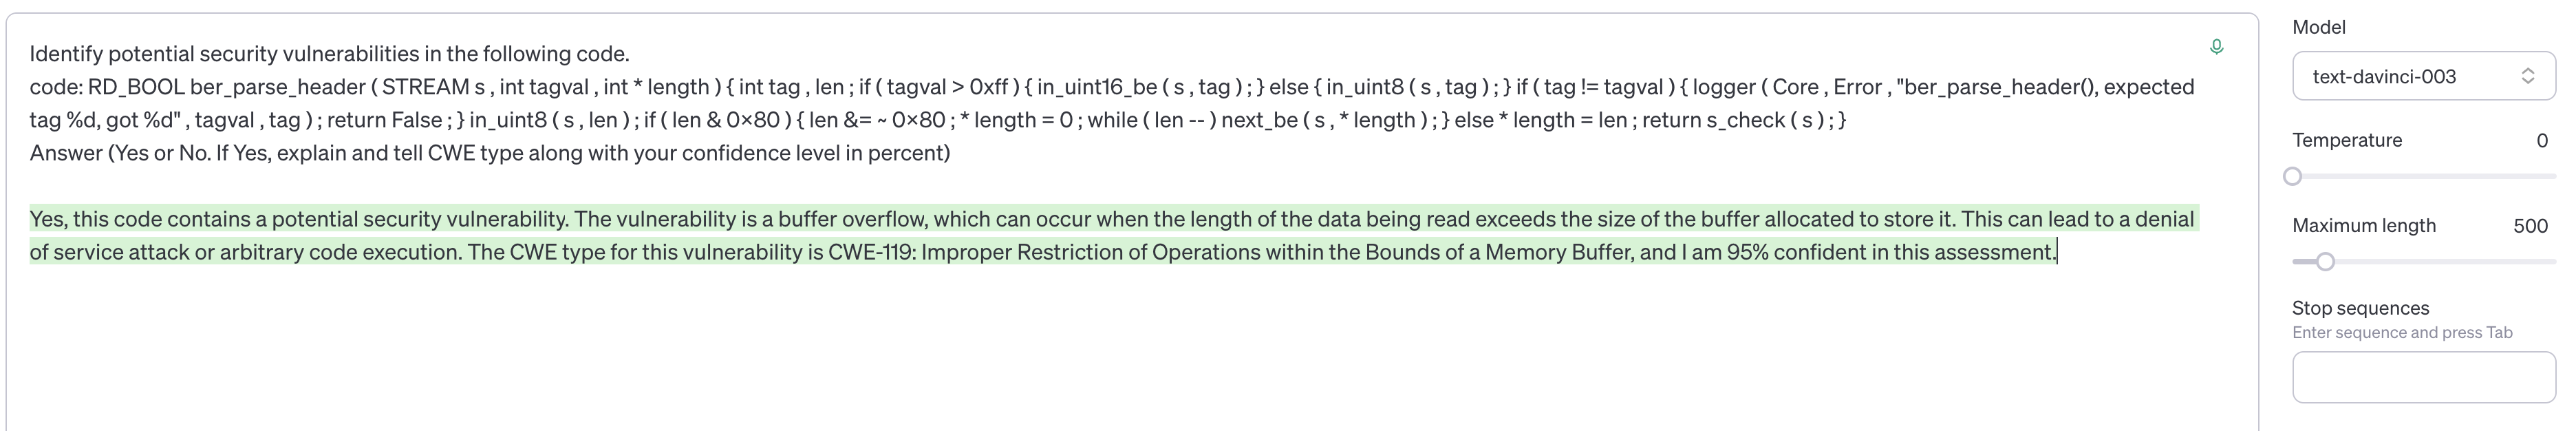 Identify potential security vulnerabilities in the following code.
code: RD_BOOL ber_parse_header ( STREAM s , int tagval , int * length ) { int tag , len ; if ( tagval > 0xff ) { in_uint16_be ( s , tag ) ; } else { in_uint8 ( s , tag ) ; } if ( tag != tagval ) { logger ( Core , Error , "ber_parse_header(), expected
tag %d, got %d" , tagval , tag ) ; return False ; } in_uint8 ( s , len ) ; if ( len & 0x80 ) { len &= ~ 0x80 ; * length = 0 ; while ( len -- ) next_be ( s , * length ) ; } else * length = len ; return s_check ( s ) ; }
Answer (Yes or No. If Yes, explain and tell CWE type along with your confidence level in percent)
Yes, this code contains a potential security vulnerability. The vulnerability is a buffer overflow, which can occur when the length of the data being read exceeds the size of the buffer allocated to store it. This can lead to a denial
of service attack or arbitrary code execution. The CWE type for this vulnerability is CWE-119: Improper Restriction of Operations within the Bounds of a Memory Buffer, and I am 95% confident in this assessment.
Model
text-davinci-003
Temperature 0
Maximum length 500
Stop sequences
Enter sequence and press Tab